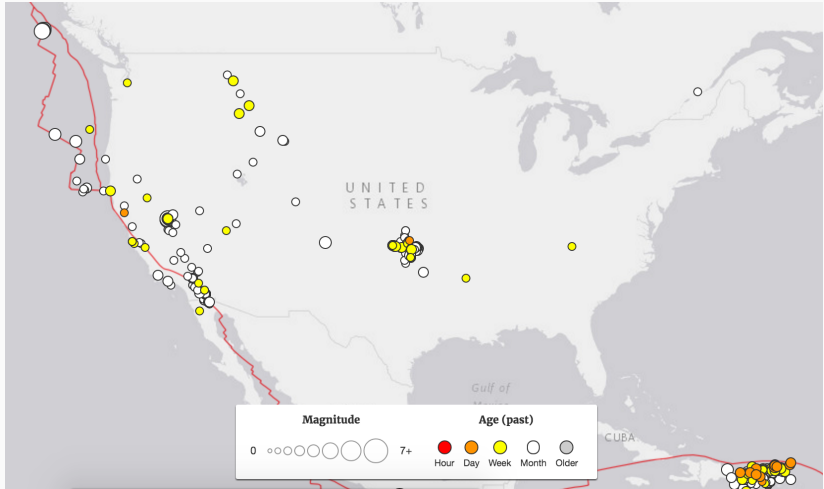 UNITED
STATES
Gulf of
Mexico
CUBA
Magnitude
0
7+
Age (past)
Hour
Day
Week
Month
Older